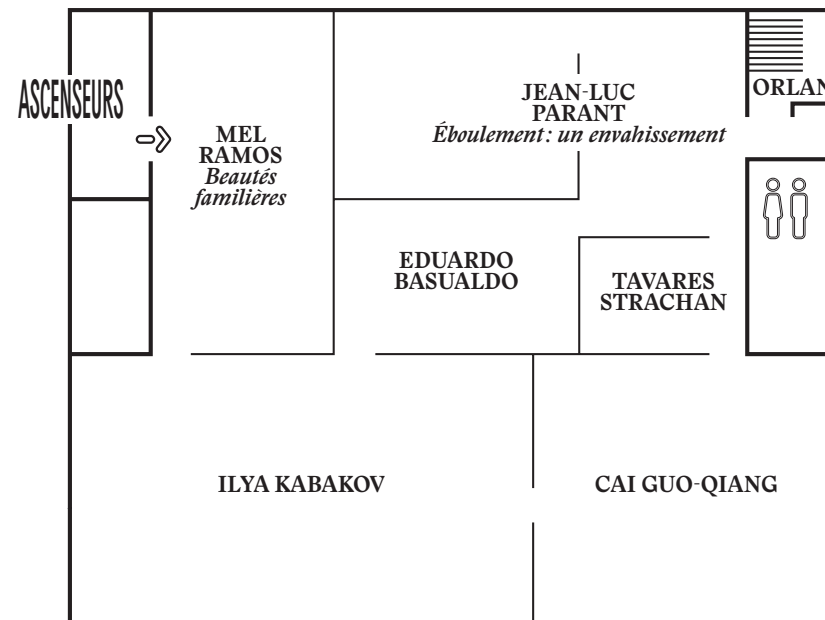 ASCENSEURS
MEL
RAMOS
Beautés
familières
JEAN-LUC
PARANT
Éboulement : un envahissement
ORLAN
EDUARDO
BASUALDO
TAVARES
STRACHAN
ILYA KABAKOV
CAI GUO-QIANG